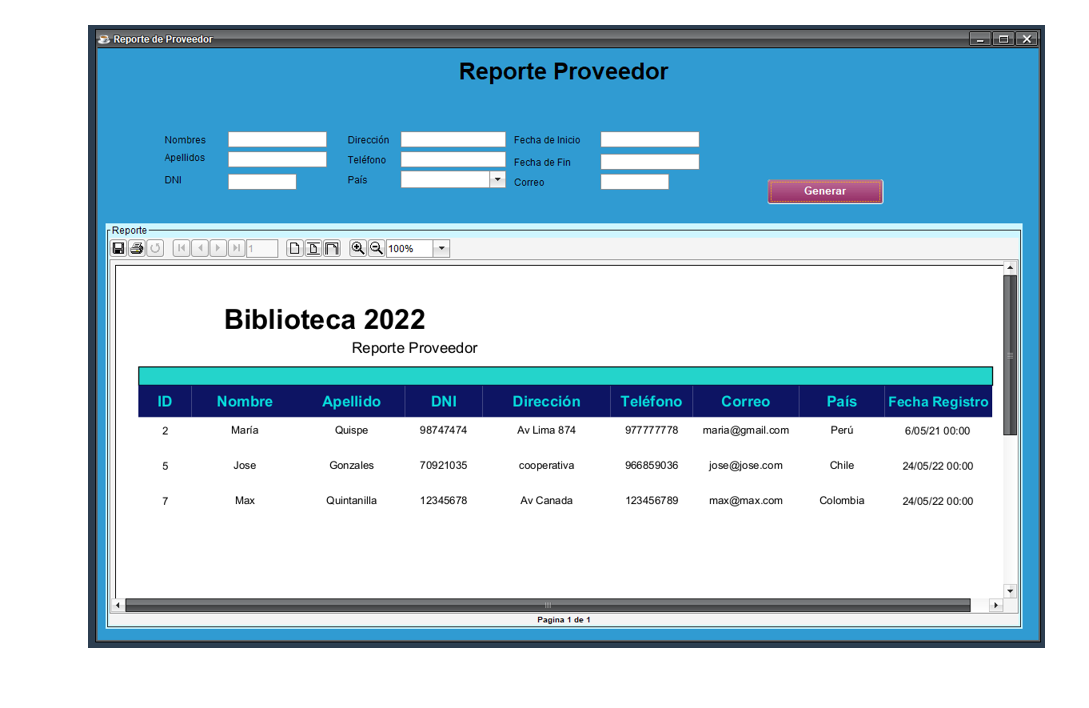 Reporte de Proveedor
Reporte Proveedor
Nombres Dirección Fecha de Inicio
Apellidos Teléfono Fecha de Fin
DNI País Correo
Generar
Reporte
1 100%
Biblioteca 2022
Reporte Proveedor
ID Nombre Apellido DNI Dirección Teléfono Correo País Fecha Registro
2 María Quispe 98747474 Av Lima 874 977777778 maria@gmail.com Perú 6/05/21 00:00
5 Jose Gonzales 70921035 cooperativa 966859036 jose@jose.com Chile 24/05/22 00:00
7 Max Quintanilla 12345678 Av Canada 123456789 max@max.com Colombia 24/05/22 00:00
Pagina 1 de 1